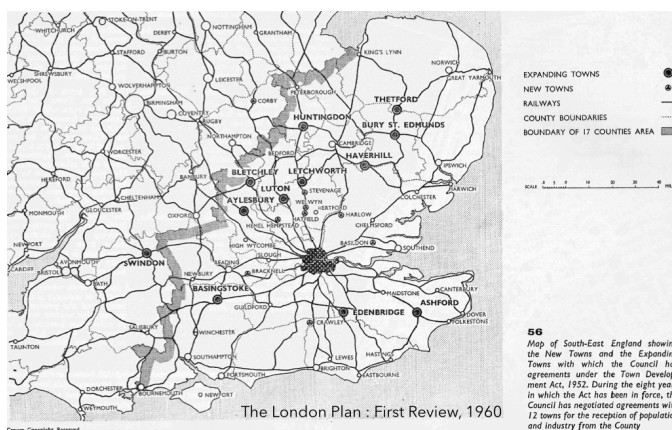 STOKE-ON-TRENT
NOTTINGHAM
WHITCHURCH
DERBY
GRANTHAM
STAFFORD
BURTON
KING'S LYNN
SHREWSBURY
LEICESTER
NORWICH
WELSHPOOL
WOLVERHAMPTON
PETERBOROUGH
GREAT YARMOUTH
CORBY
BIRMINGHAM
THETFORD
COVENTRY
RUGBY
HUNTINGDON
BURY ST. EDMUNDS
NORTHAMPTON
CAMBRIDGE
WORCESTER
BEDFORD
HAVERHILL
HEREFORD
BANBURY
BLETCHLEY
LETCHWORTH
IPSWICH
LUTON
STEVENAGE
HARWICH
CHELTENHAM
AYLESBURY
WELWYN
COLCHESTER
GLOUCESTER
HERTFORD
MONMOUTH
OXFORD
HATFIELD
HARLOW
HEMEL HEMPSTEAD
CHELMSFORD
NEWPORT
HIGH WYCOMBE
BASILDON
SOUTHEND
CARDIFF
AVONMOUTH
SWINDON
SLOUGH
BRISTOL
READING
NEWBURY
BRACKNELL
BATH
CANTERBURY
BASINGSTOKE
MAIDSTONE
ASHFORD
GUILDFORD
EDENBRIDGE
DOVER
FOLKESTONE
SALISBURY
CRAWLEY
WINCHESTER
TAUNTON
SOUTHAMPTON
LEWES
HASTINGS
DORCHESTER
BOURNEMOUTH
PORTSMOUTH
BRIGHTON
EASTBOURNE
NEWPORT
WEYMOUTH
The London Plan : First Review, 1960
Crown Copyright Reserved
EXPANDING TOWNS
NEW TOWNS
RAILWAYS
COUNTY BOUNDARIES
BOUNDARY OF 17 COUNTIES AREA
SCALE
56
Map of South-East England showin
the New Towns and the Expandin
Towns with which the Council ha
agreements under the Town Develop
ment Act, 1952. During the eight year
in which the Act has been in force, th
Council has negotiated agreements wit
12 towns for the reception of populatio
and industry from the County